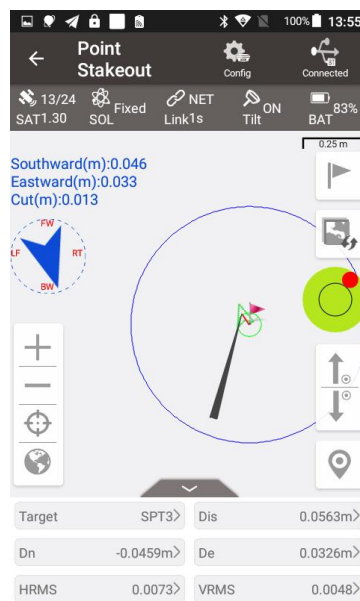 100% 13:55
Point
Stakeout
Config
Connected
13/24
SAT1.30
Fixed
SOL
NET
Link1s
ON
Tilt
83%
BAT
0.25 m
Southward(m):0.046
Eastward(m):0.033
Cut(m):0.013
FW
LF RT
BW
Target SPT3> Dis 0.0563m>
Dn -0.0459m> De 0.0326m>
HRMS 0.0073> VRMS 0.0048>